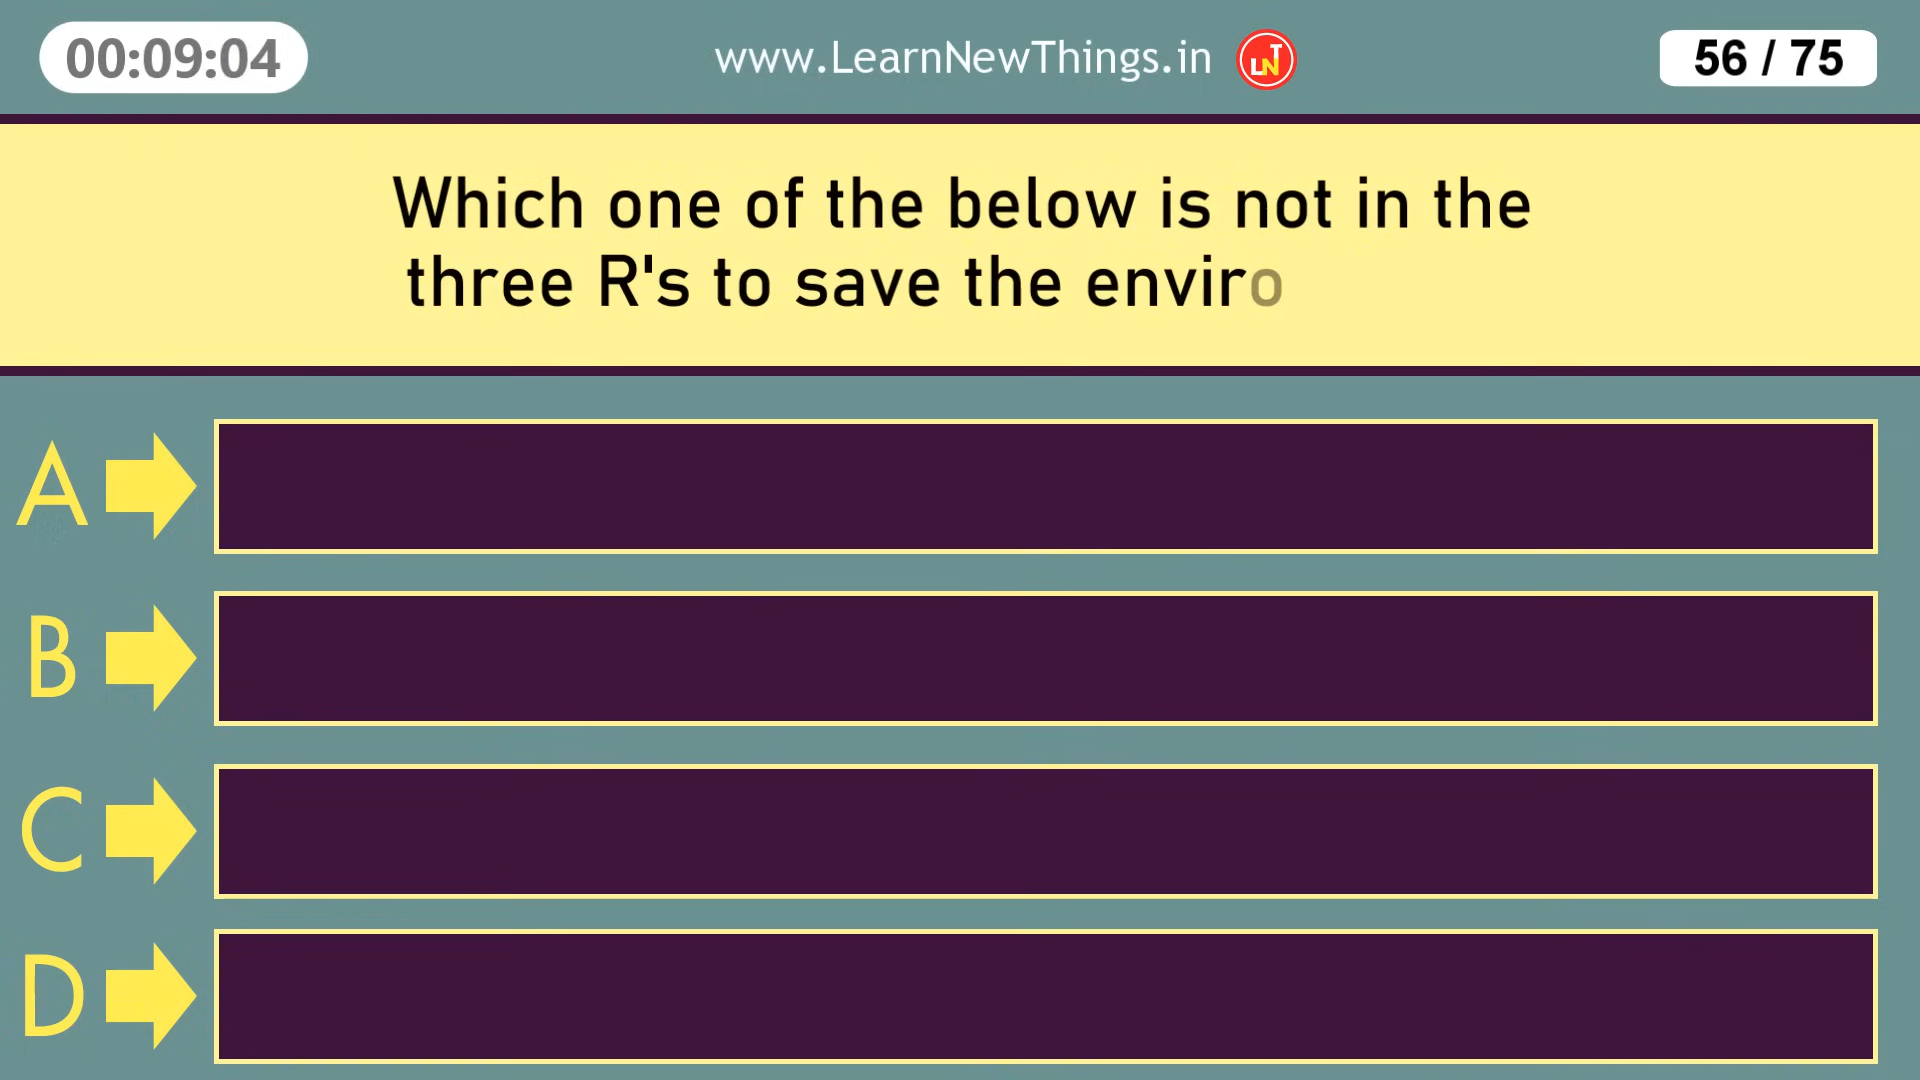 00:09:04
www.LearnNewThings.in
LNT
56 / 75
Which one of the below is not in the
three R's to save the enviro
A
B
C
D